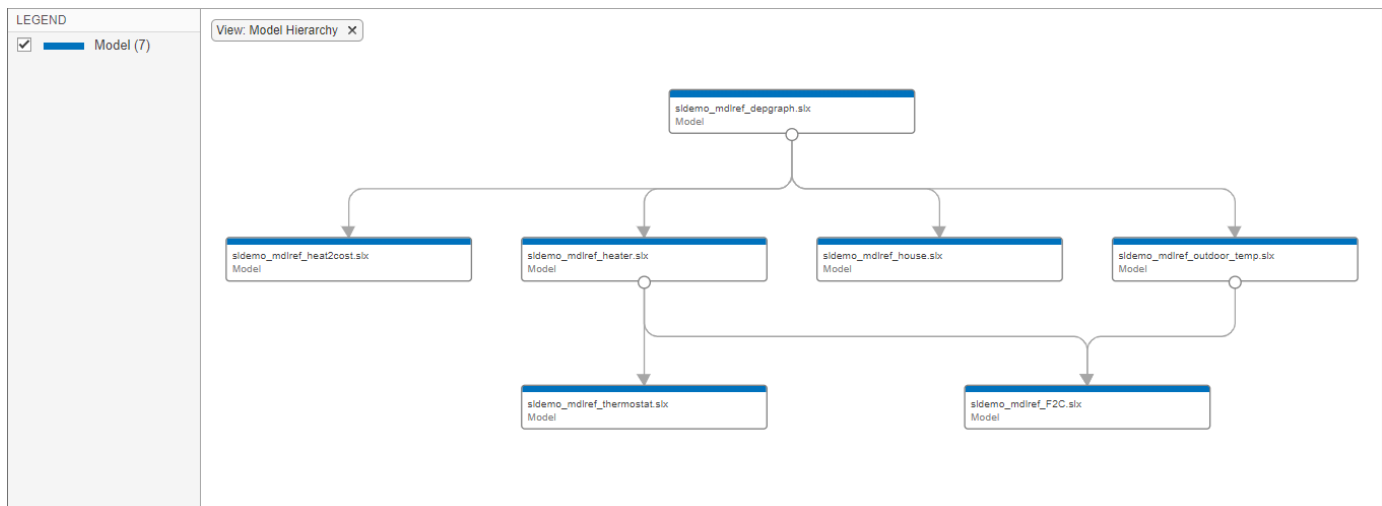 LEGEND
Model (7)
View: Model Hierarchy
sldemo_mdlref_depgraph.slx
Model
sldemo_mdlref_heat2cost.slx
Model
sldemo_mdlref_heater.slx
Model
sldemo_mdlref_house.slx
Model
sldemo_mdlref_outdoor_temp.slx
Model
sldemo_mdlref_thermostat.slx
Model
sldemo_mdlref_F2C.slx
Model